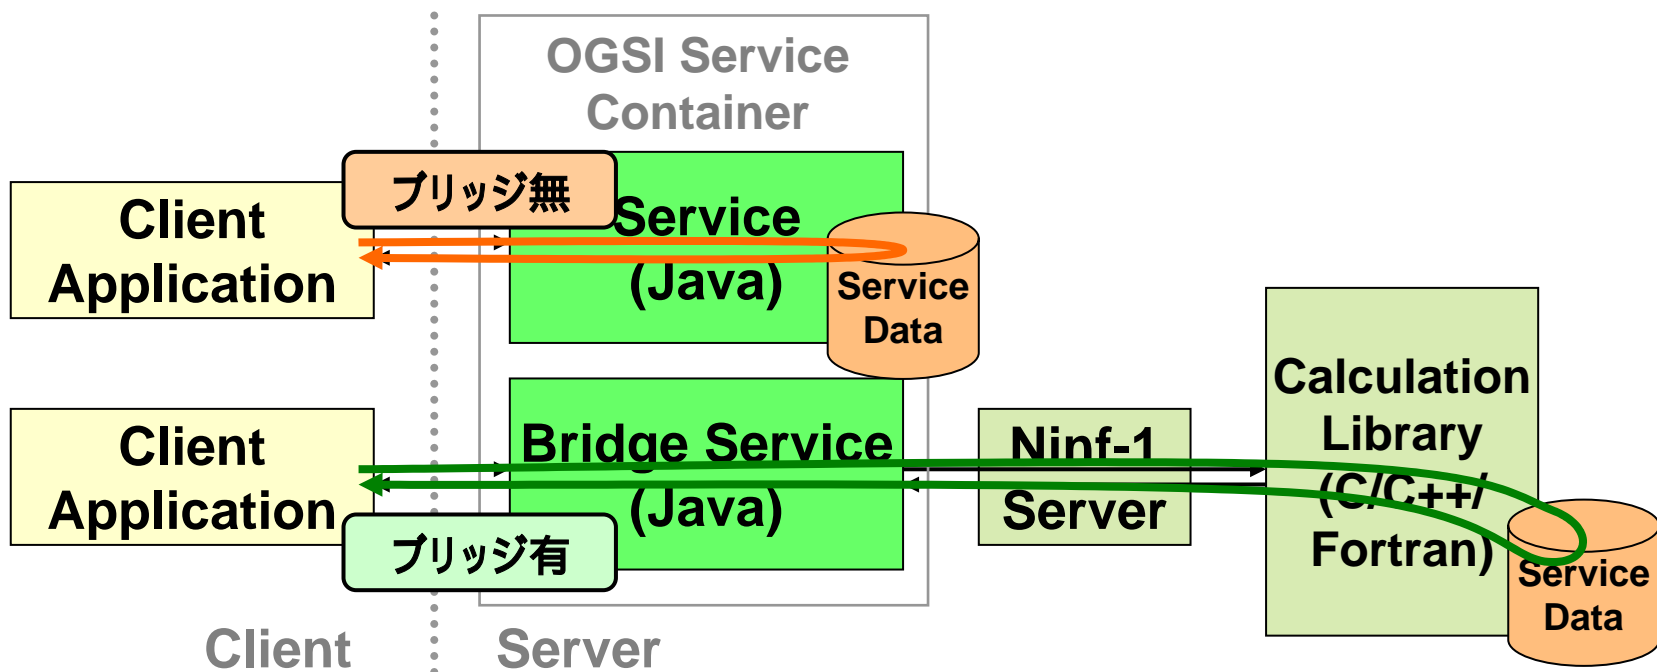 OGSI Service
Container
ブリッジ無
Client
Application
Service
(Java)
Service
Data
Client
Application
Bridge Service
(Java)
Ninf-1
Server
Calculation
Library
(C/C++/
Fortran)
Service
Data
ブリッジ有
Client
Server